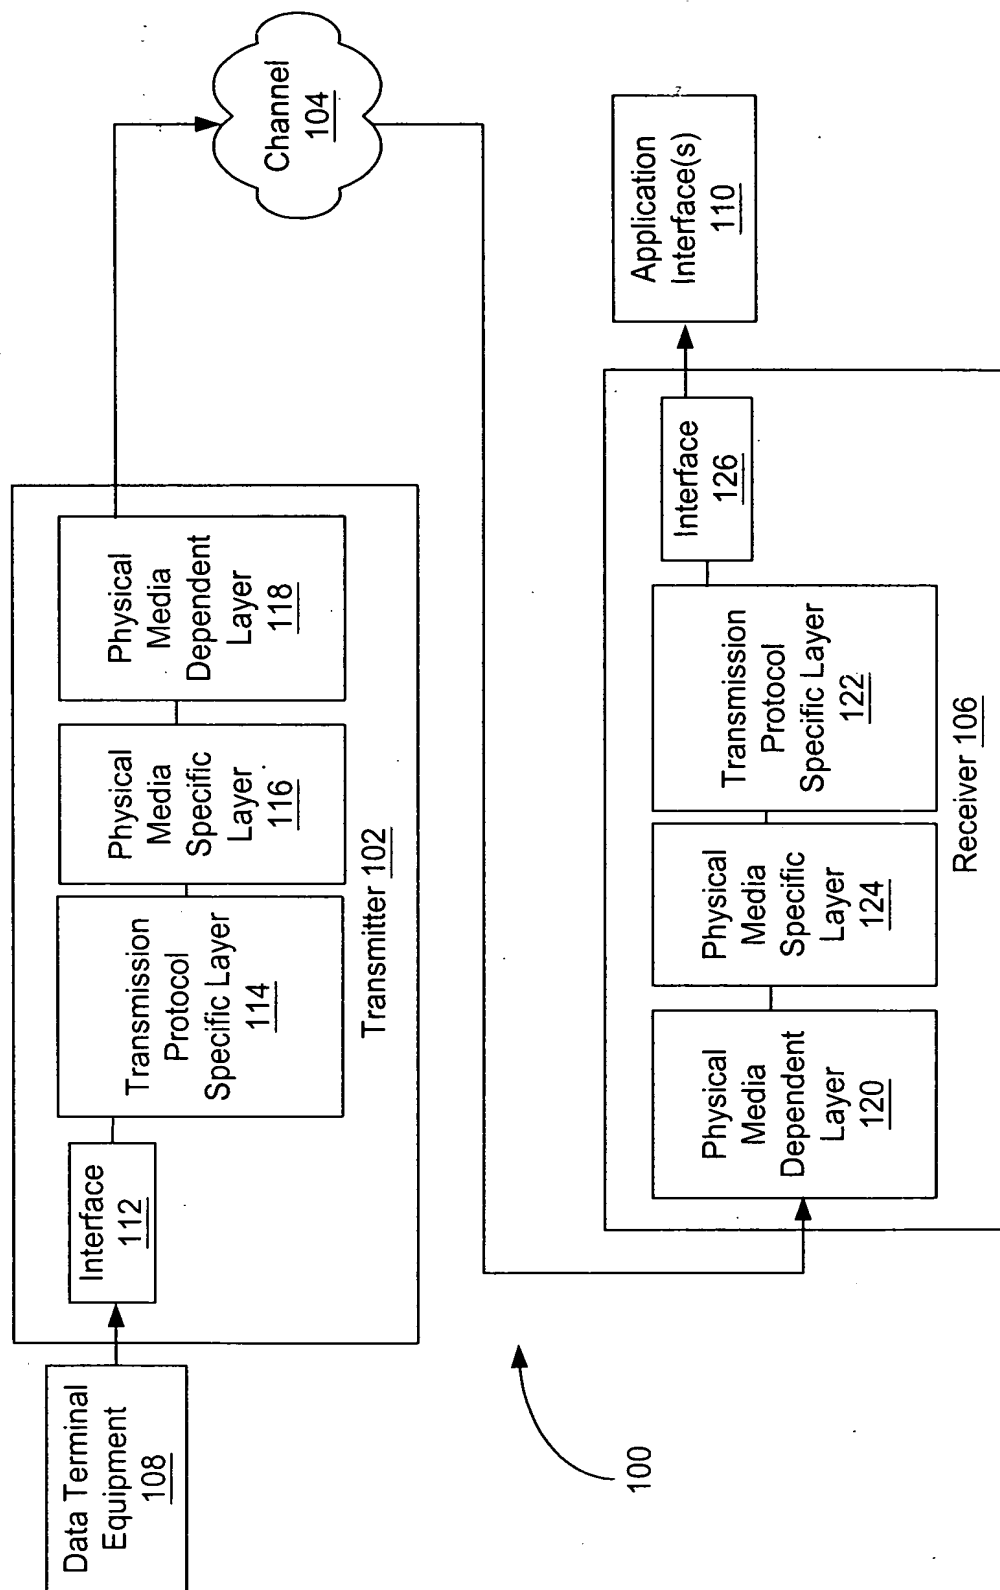 Data Terminal
Equipment
108
Interface
112
Transmission
Protocol
Specific Layer
114
Physical
Media
Specific
Layer
116
Physical
Media
Dependent
Layer
118
Transmitter 102
Channel
104
Physical
Media
Dependent
Layer
120
Physical
Media
Specific
Layer
124
Transmission
Protocol
Specific Layer
122
Interface
126
Receiver 106
Application
Interface(s)
110
100